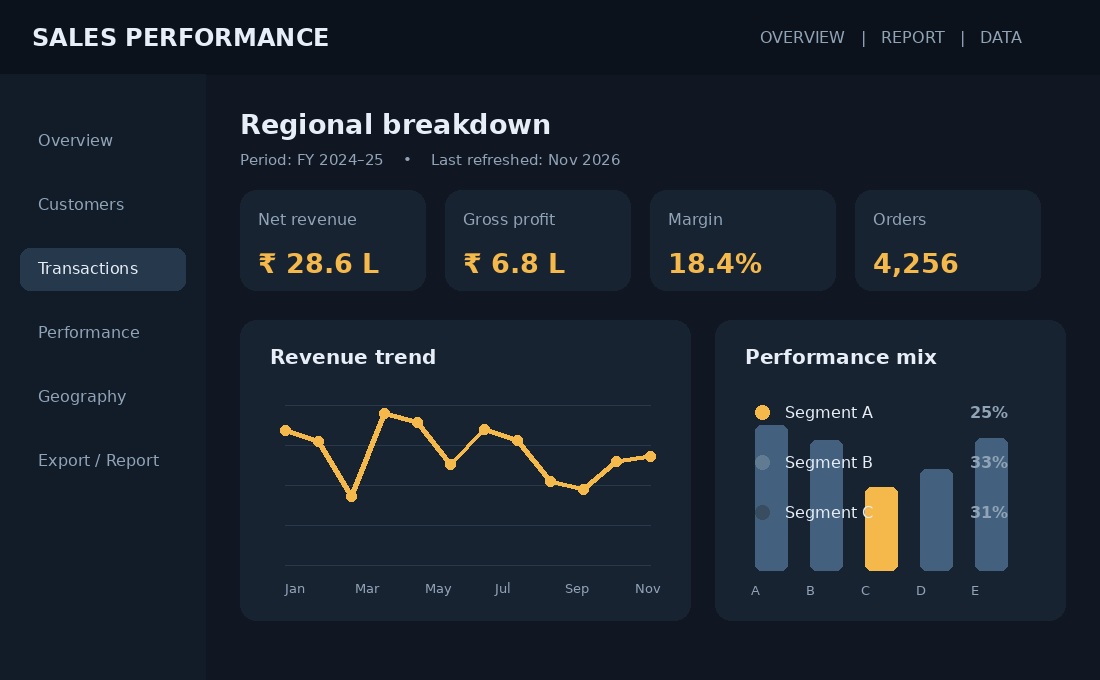 SALES PERFORMANCE
OVERVIEW | REPORT | DATA
Overview
Customers
Transactions
Performance
Geography
Export / Report
Regional breakdown
Period: FY 2024–25 • Last refreshed: Nov 2026
Net revenue
₹ 28.6 L
Gross profit
₹ 6.8 L
Margin
18.4%
Orders
4,256
Revenue trend
Jan Mar May Jul Sep Nov
Performance mix
Segment A 25%
Segment B 33%
Segment C 31%
A B C D E